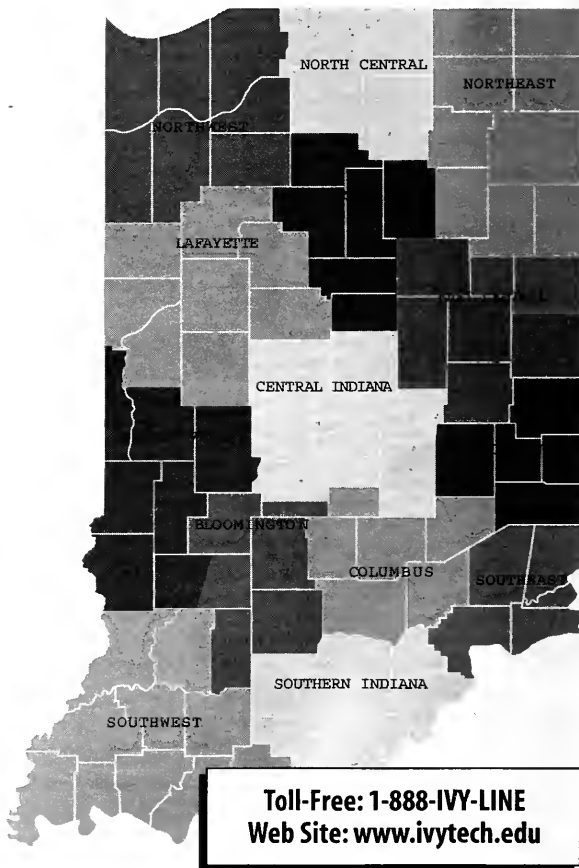 NORTH CENTRAL
NORTHEAST
NORTHWEST
LAFAYETTE
CENTRAL INDIANA
BLOOMINGTON
COLUMBUS
SOUTHEAST
SOUTHERN INDIANA
SOUTHWEST
Toll-Free: 1-888-IVY-LINE
Web Site: www.ivytech.edu